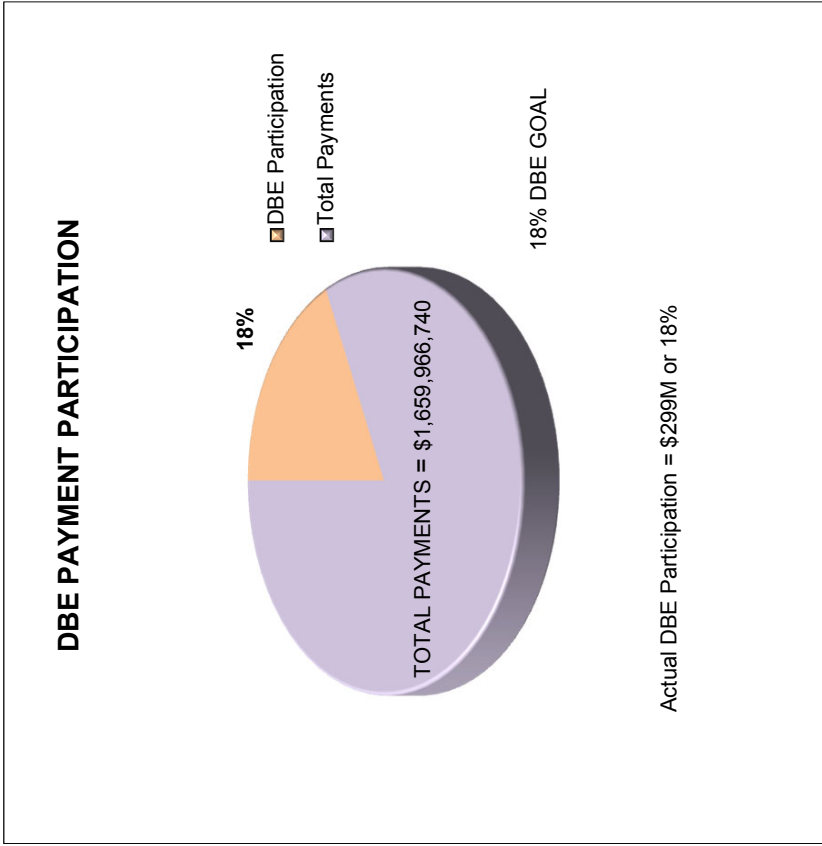 DBE PAYMENT PARTICIPATION
18%
DBE Participation
Total Payments
TOTAL PAYMENTS = $1,659,966,740
18% DBE GOAL
Actual DBE Participation = $299M or 18%